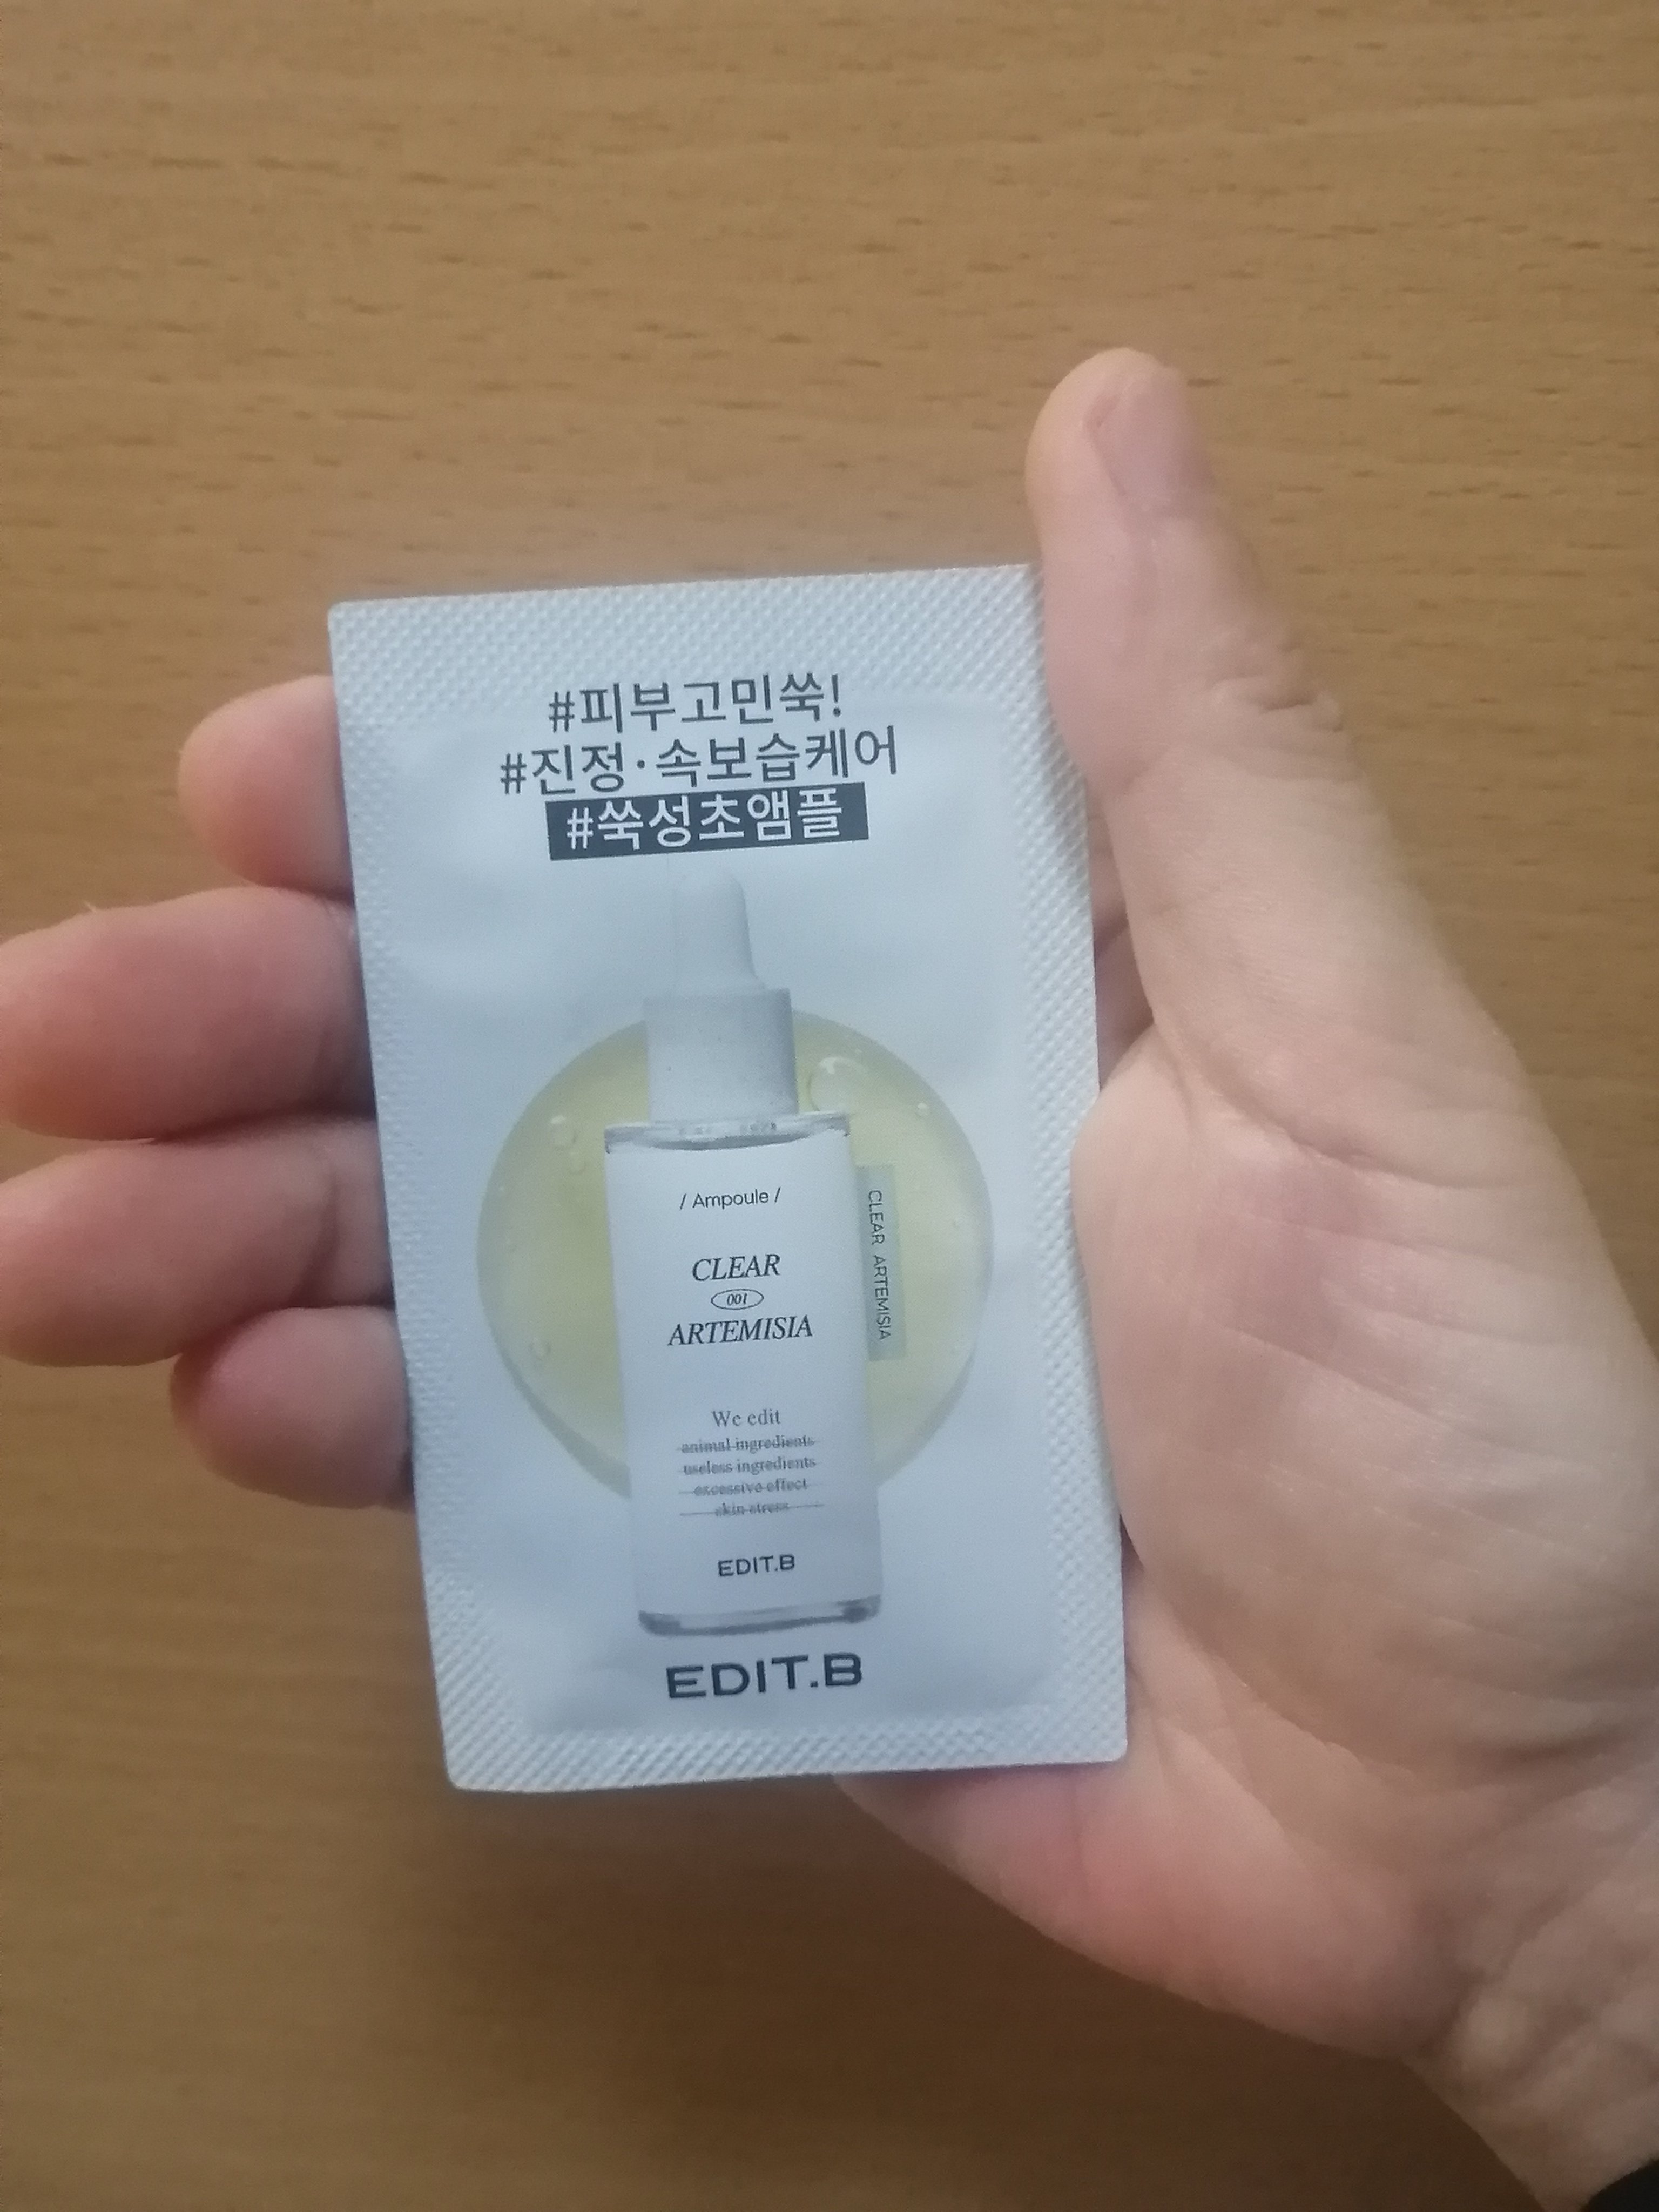 #피부고민쑥!
#진정·속보습케어
#쑥성초앰플
/ Ampoule /
CLEAR
001
ARTEMISIA
CLEAR ARTEMISIA
We edit
animal ingredients
useless ingredients
excessive effect
skin stress
EDIT.B
EDIT.B